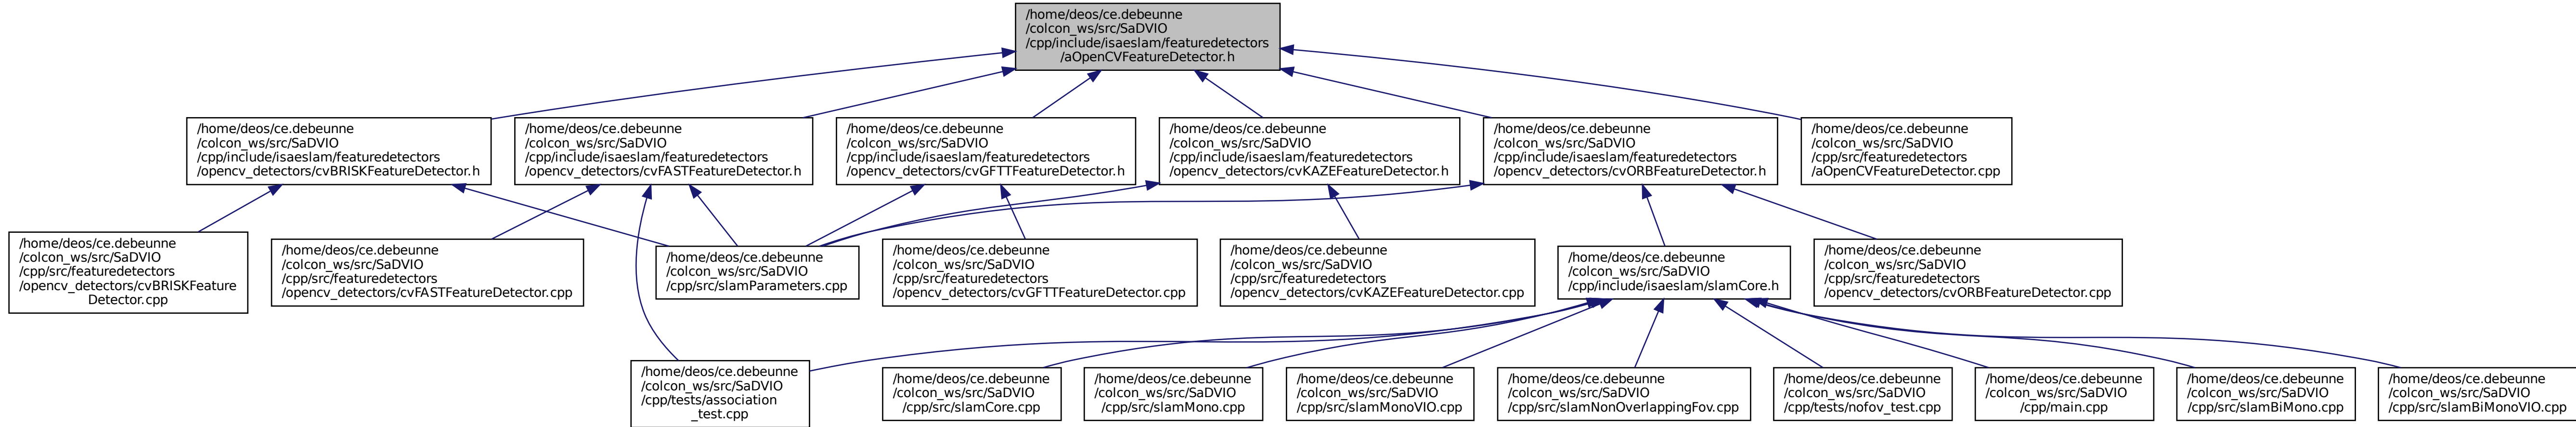 /home/deos/ce.debeunne
/colcon_ws/src/SaDVIO
/cpp/include/isaeslam/featuredetectors
/aOpenCVFeatureDetector.h
/home/deos/ce.debeunne
/colcon_ws/src/SaDVIO
/cpp/include/isaeslam/featuredetectors
/opencv_detectors/cvBRISKFeatureDetector.h
/home/deos/ce.debeunne
/colcon_ws/src/SaDVIO
/cpp/include/isaeslam/featuredetectors
/opencv_detectors/cvFASTFeatureDetector.h
/home/deos/ce.debeunne
/colcon_ws/src/SaDVIO
/cpp/include/isaeslam/featuredetectors
/opencv_detectors/cvGFTTFeatureDetector.h
/home/deos/ce.debeunne
/colcon_ws/src/SaDVIO
/cpp/include/isaeslam/featuredetectors
/opencv_detectors/cvKAZEFeatureDetector.h
/home/deos/ce.debeunne
/colcon_ws/src/SaDVIO
/cpp/include/isaeslam/featuredetectors
/opencv_detectors/cvORBFeatureDetector.h
/home/deos/ce.debeunne
/colcon_ws/src/SaDVIO
/cpp/src/featuredetectors
/aOpenCVFeatureDetector.cpp
/home/deos/ce.debeunne
/colcon_ws/src/SaDVIO
/cpp/src/featuredetectors
/opencv_detectors/cvBRISKFeature
Detector.cpp
/home/deos/ce.debeunne
/colcon_ws/src/SaDVIO
/cpp/src/featuredetectors
/opencv_detectors/cvFASTFeatureDetector.cpp
/home/deos/ce.debeunne
/colcon_ws/src/SaDVIO
/cpp/src/slamParameters.cpp
/home/deos/ce.debeunne
/colcon_ws/src/SaDVIO
/cpp/src/featuredetectors
/opencv_detectors/cvGFTTFeatureDetector.cpp
/home/deos/ce.debeunne
/colcon_ws/src/SaDVIO
/cpp/src/featuredetectors
/opencv_detectors/cvKAZEFeatureDetector.cpp
/home/deos/ce.debeunne
/colcon_ws/src/SaDVIO
/cpp/include/isaeslam/slamCore.h
/home/deos/ce.debeunne
/colcon_ws/src/SaDVIO
/cpp/src/featuredetectors
/opencv_detectors/cvORBFeatureDetector.cpp
/home/deos/ce.debeunne
/colcon_ws/src/SaDVIO
/cpp/tests/association
_test.cpp
/home/deos/ce.debeunne
/colcon_ws/src/SaDVIO
/cpp/src/slamCore.cpp
/home/deos/ce.debeunne
/colcon_ws/src/SaDVIO
/cpp/src/slamMono.cpp
/home/deos/ce.debeunne
/colcon_ws/src/SaDVIO
/cpp/src/slamMonoVIO.cpp
/home/deos/ce.debeunne
/colcon_ws/src/SaDVIO
/cpp/src/slamNonOverlappingFov.cpp
/home/deos/ce.debeunne
/colcon_ws/src/SaDVIO
/cpp/tests/nofov_test.cpp
/home/deos/ce.debeunne
/colcon_ws/src/SaDVIO
/cpp/main.cpp
/home/deos/ce.debeunne
/colcon_ws/src/SaDVIO
/cpp/src/slamBiMono.cpp
/home/deos/ce.debeunne
/colcon_ws/src/SaDVIO
/cpp/src/slamBiMonoVIO.cpp